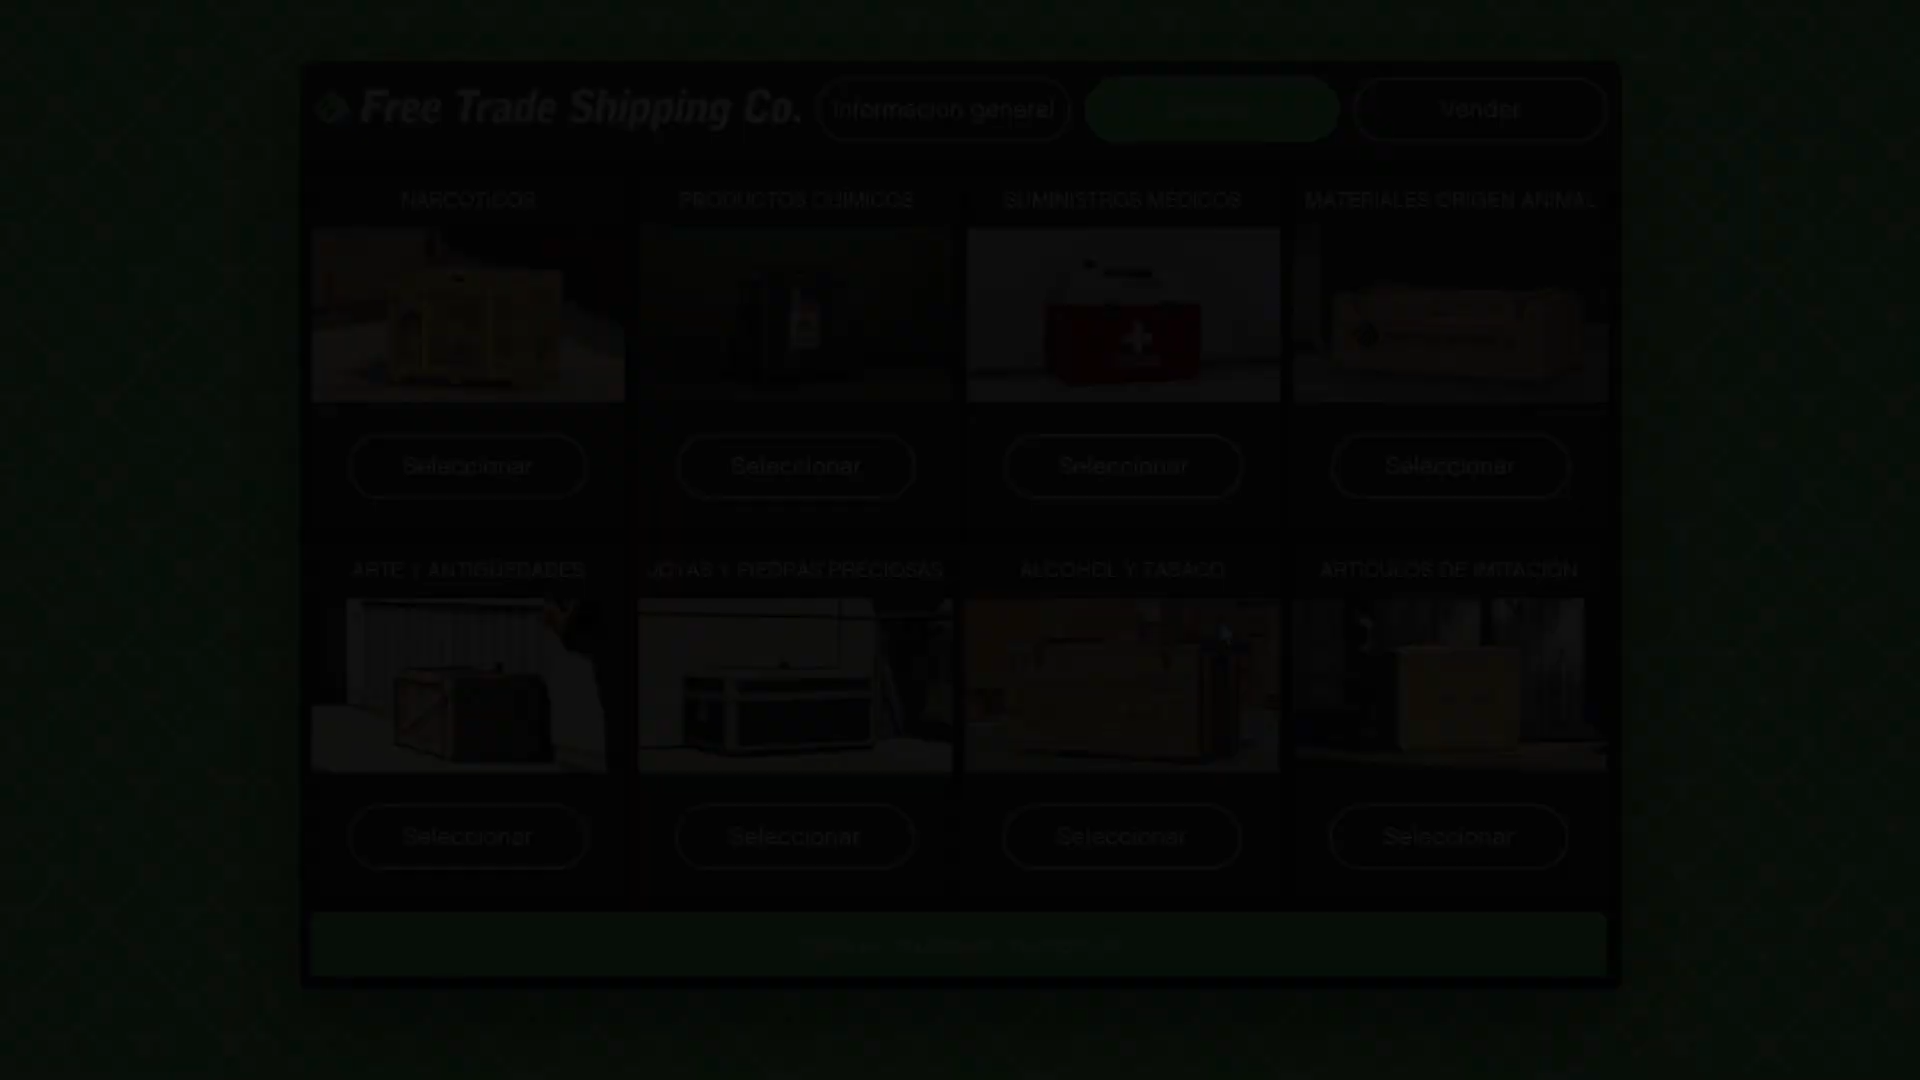 Free Trade Shipping Co.
Información general
Vender
NARCÓTICOS
PRODUCTOS QUÍMICOS
SUMINISTROS MÉDICOS
MATERIALES ORIGEN ANIMAL
Seleccionar
Seleccionar
Seleccionar
Seleccionar
ARTE Y ANTIGÜEDADES
JOYAS Y PIEDRAS PRECIOSAS
ALCOHOL Y TABACO
ARTÍCULOS DE IMITACIÓN
Seleccionar
Seleccionar
Seleccionar
Seleccionar